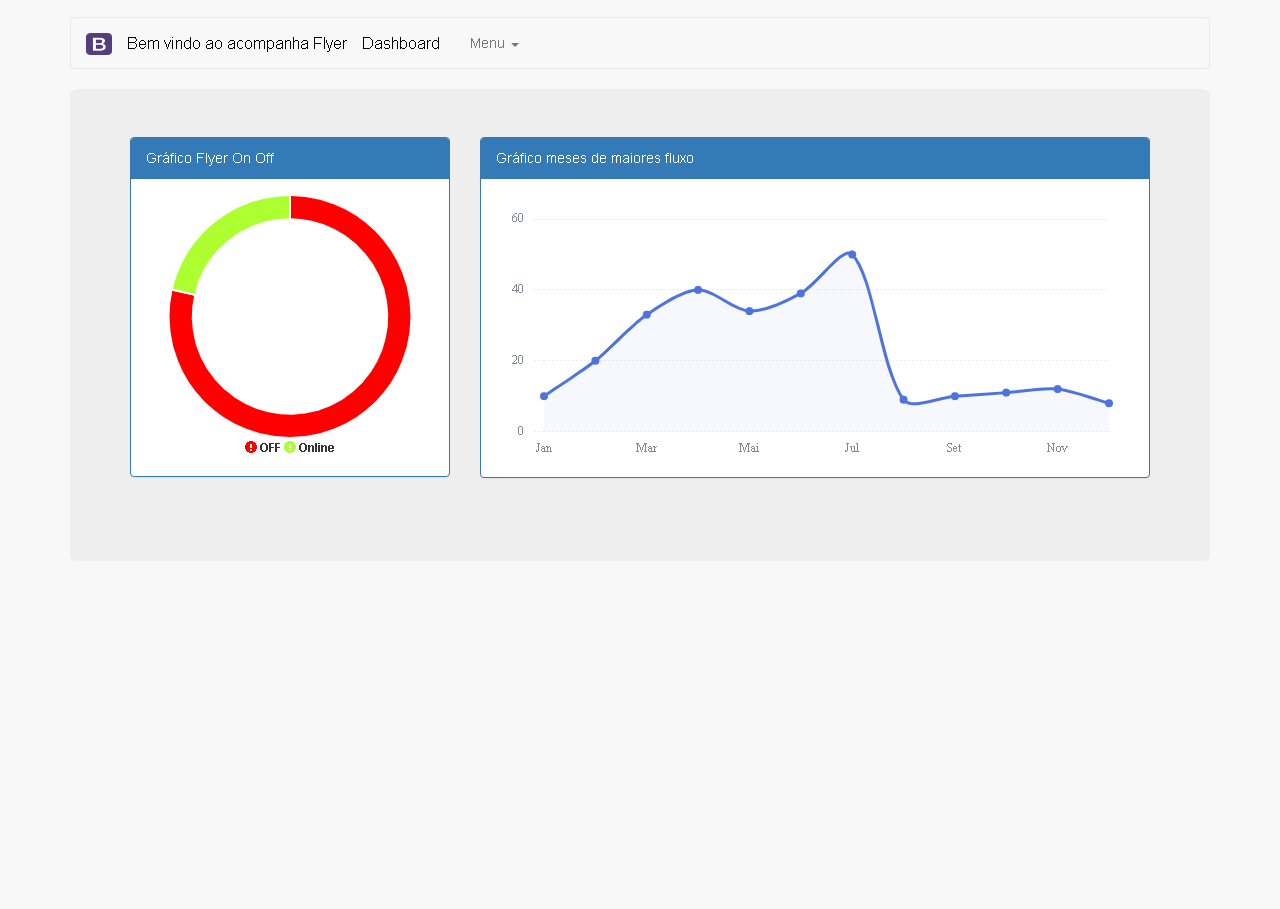 B Bem vindo ao acompanha Flyer Dashboard Menu
Gráfico Flyer On Off
OFF Online
Gráfico meses de maiores fluxo
60
40
20
0
Jan Mar Mai Jul Set Nov